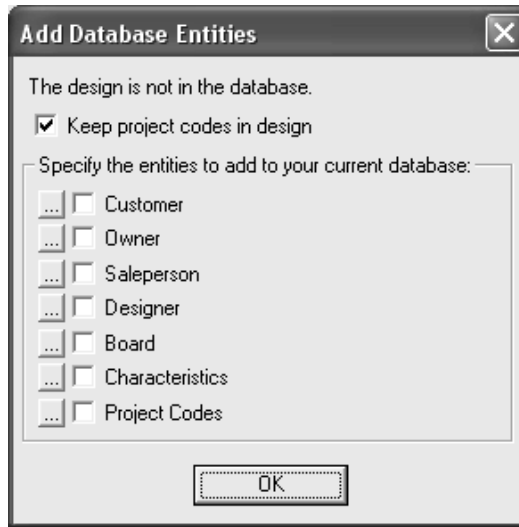 Add Database Entities
The design is not in the database.
Keep project codes in design
Specify the entities to add to your current database:
... Customer
... Owner
... Saleperson
... Designer
... Board
... Characteristics
... Project Codes
OK